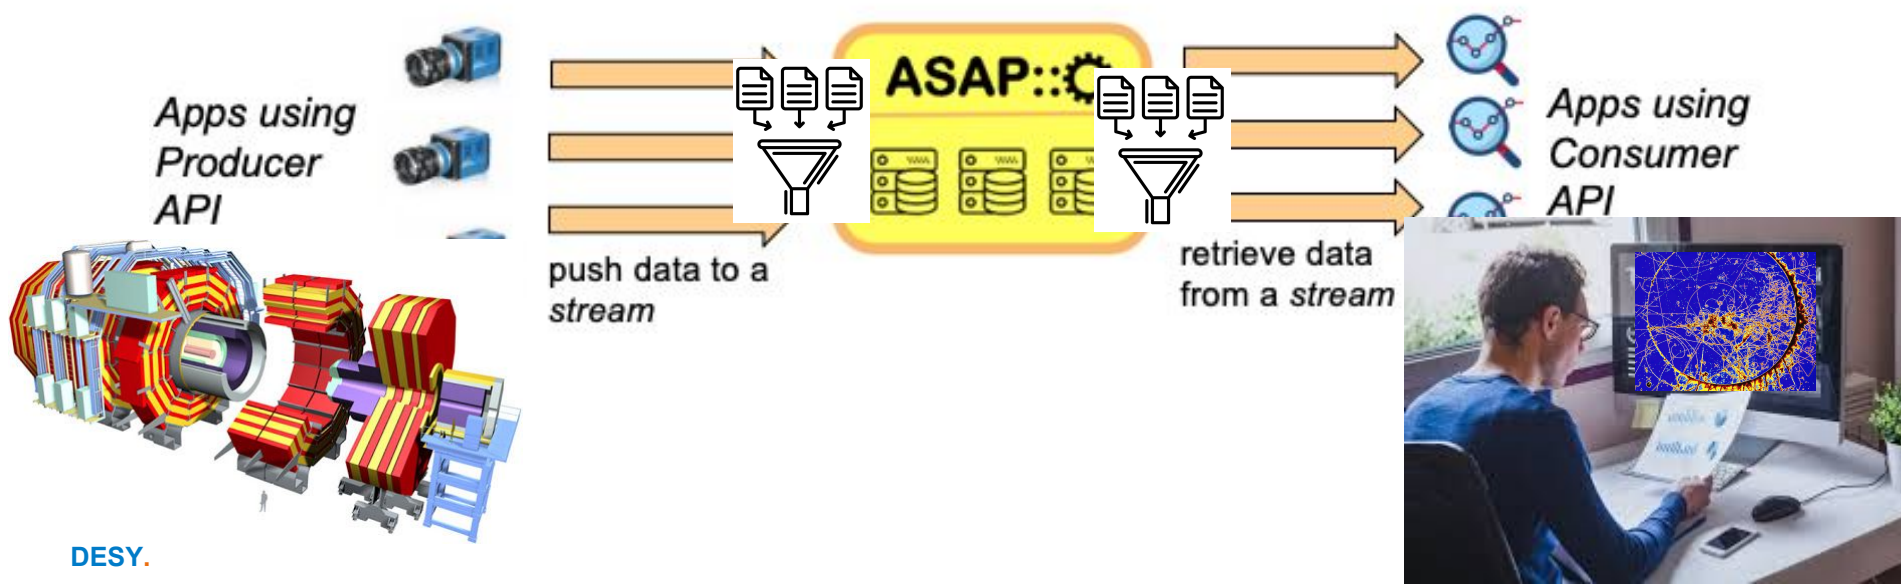 Apps using
Producer
API
push data to a
stream
ASAP::
retrieve data
from a stream
Apps using
Consumer
API
DESY.